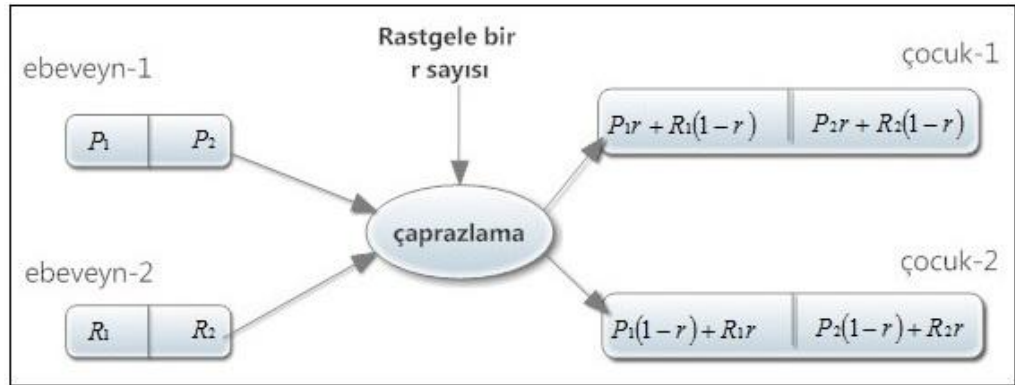 Rastgele bir
r sayısı
ebeveyn-1
P₁ P₂
ebeveyn-2
R₁ R₂
çaprazlama
çocuk-1
P₁r + R₁(1 − r) P₂r + R₂(1 − r)
çocuk-2
P₁(1 − r) + R₁r P₂(1 − r) + R₂r